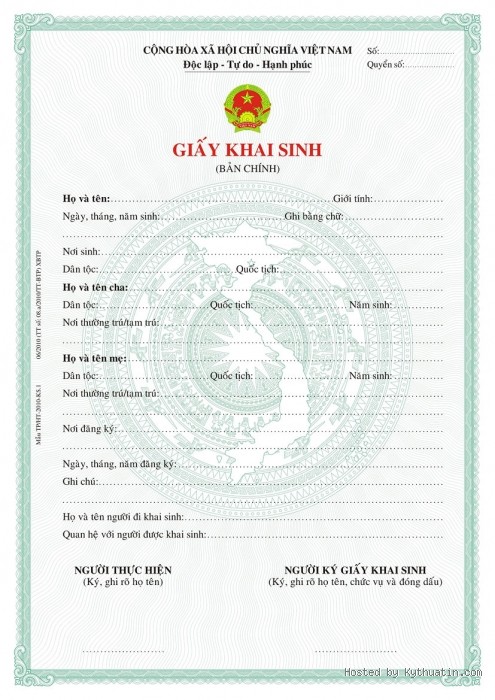 CỘNG HÒA XÃ HỘI CHỦ NGHĨA VIỆT NAM
Độc lập - Tự do - Hạnh phúc
Số:
Quyển số:
GIẤY KHAI SINH
(BẢN CHÍNH)
Họ và tên: Giới tính:
Ngày, tháng, năm sinh: Ghi bằng chữ:
Nơi sinh:
Dân tộc: Quốc tịch:
Họ và tên cha:
Dân tộc: Quốc tịch: Năm sinh:
Nơi thường trú/tạm trú:
Họ và tên mẹ:
Dân tộc: Quốc tịch: Năm sinh:
Nơi thường trú/tạm trú:
Nơi đăng ký:
Ngày, tháng, năm đăng ký:
Ghi chú:
Họ và tên người đi khai sinh:
Quan hệ với người được khai sinh:
NGƯỜI THỰC HIỆN
(Ký, ghi rõ họ tên)
NGƯỜI KÝ GIẤY KHAI SINH
(Ký, ghi rõ họ tên, chức vụ và đóng dấu)
Mẫu TP/HT-2010-KS.1 06/2010 (TT số: 08.a/2010/TT-BTP) XBTP
Hosted by Kythuatin.com